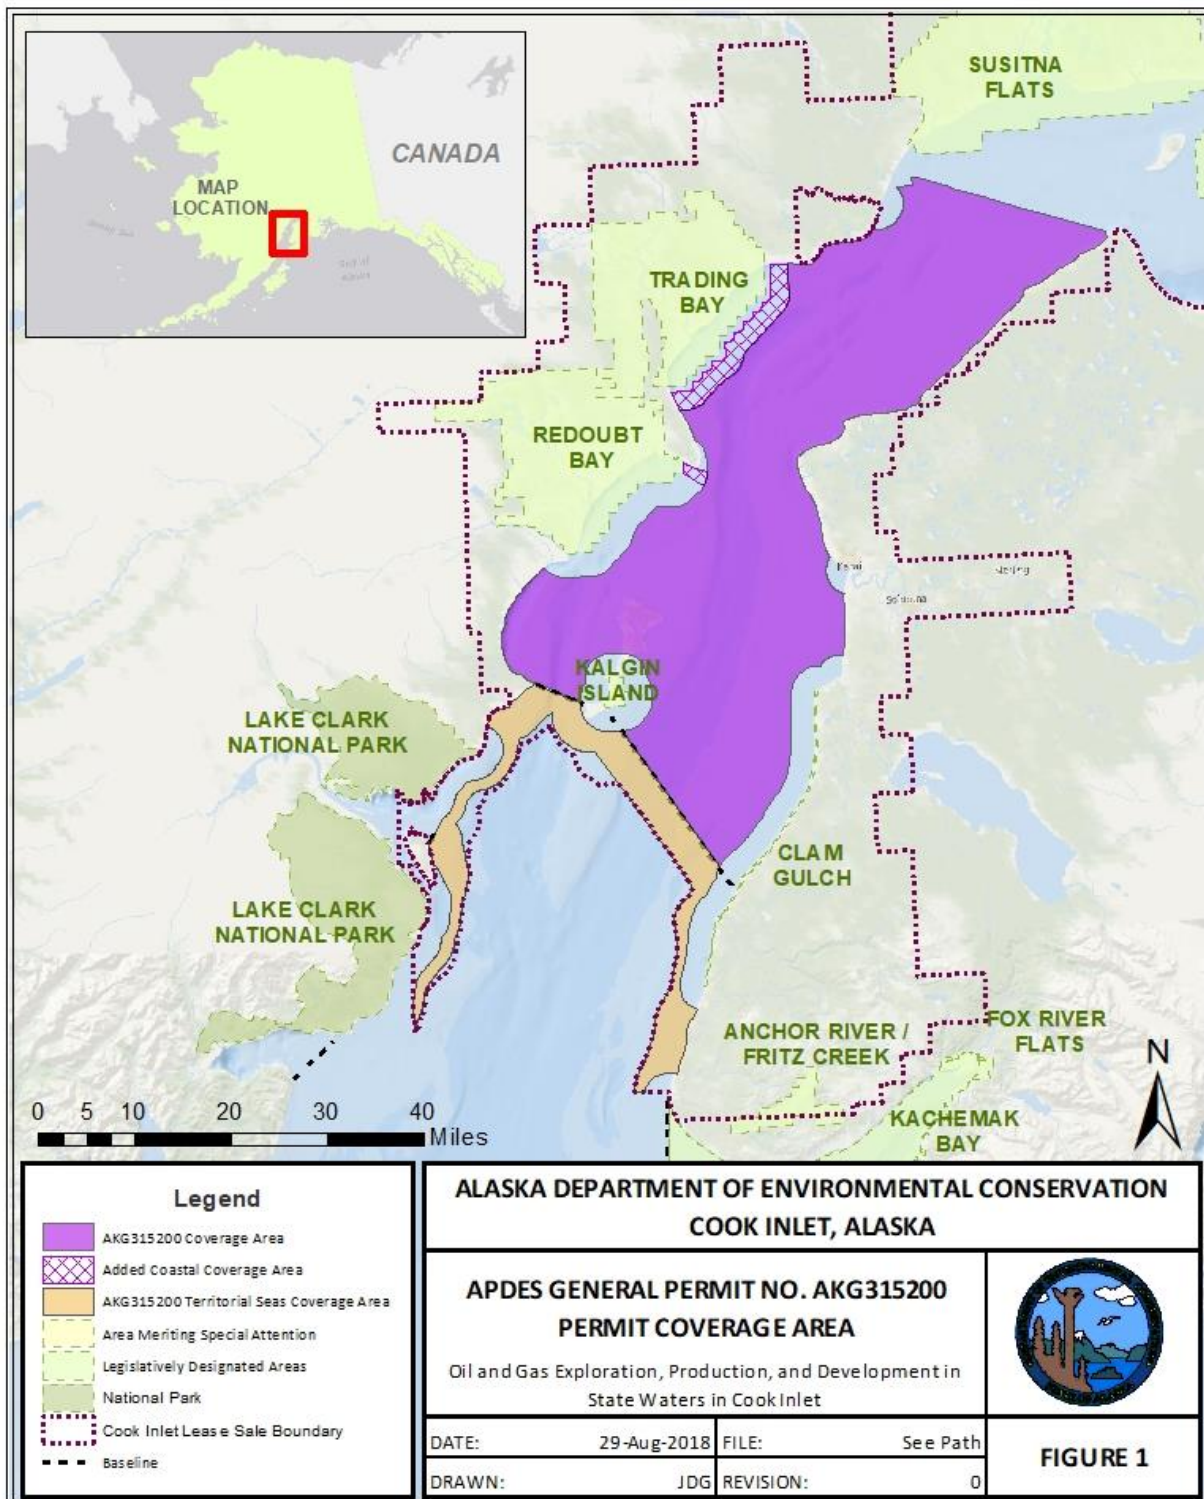 SUSITNA
FLATS
CANADA
MAP
LOCATION
TRADING
BAY
REDOUBT
BAY
Kenai
Sterling
Soldotna
KALGIN
ISLAND
LAKE CLARK
NATIONAL PARK
CLAM
GULCH
LAKE CLARK
NATIONAL PARK
ANCHOR RIVER /
FRITZ CREEK
FOX RIVER
FLATS
KACHEMAK
BAY
N
0 5 10 20 30 40
Miles
Legend
AKG315200 Coverage Area
Added Coastal Coverage Area
AKG315200 Territorial Seas Coverage Area
Area Meriting Special Attention
Legislatively Designated Areas
National Park
Cook Inlet Lease Sale Boundary
Baseline
ALASKA DEPARTMENT OF ENVIRONMENTAL CONSERVATION
COOK INLET, ALASKA
APDES GENERAL PERMIT NO. AKG315200
PERMIT COVERAGE AREA
Oil and Gas Exploration, Production, and Development in
State Waters in Cook Inlet
DATE: 29-Aug-2018 FILE: See Path
DRAWN: JDG REVISION: 0
FIGURE 1